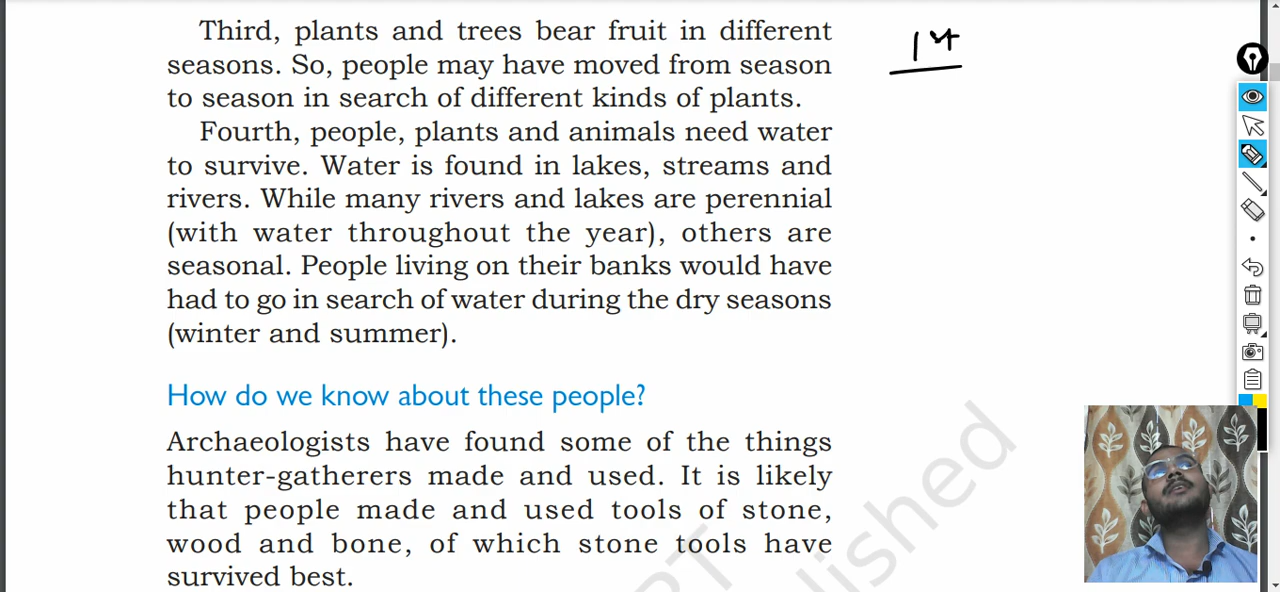 Third, plants and trees bear fruit in different
seasons. So, people may have moved from season
to season in search of different kinds of plants.
Fourth, people, plants and animals need water
to survive. Water is found in lakes, streams and
rivers. While many rivers and lakes are perennial
(with water throughout the year), others are
seasonal. People living on their banks would have
had to go in search of water during the dry seasons
(winter and summer).
How do we know about these people?
Archaeologists have found some of the things
hunter-gatherers made and used. It is likely
that people made and used tools of stone,
wood and bone, of which stone tools have
survived best.
1st